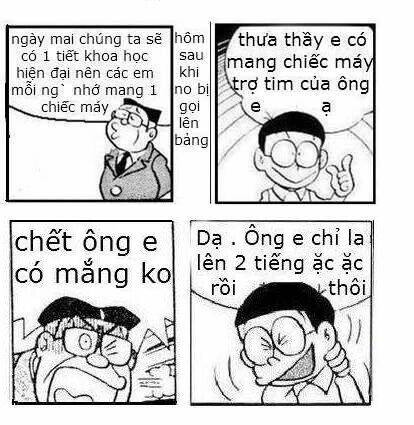 ngày mai chúng ta sẽ
có 1 tiết khoa học
hiện đại nên các em
mỗi ng` nhớ mang 1
chiếc máy
hôm
sau
khi
no bị
gọi
lên
bảng
thưa thầy e có
mang chiếc máy
trợ tim của ông
e ạ
chết ông e
có mắng ko
Dạ . Ông e chỉ la
lên 2 tiếng ặc ặc
rồi thôi